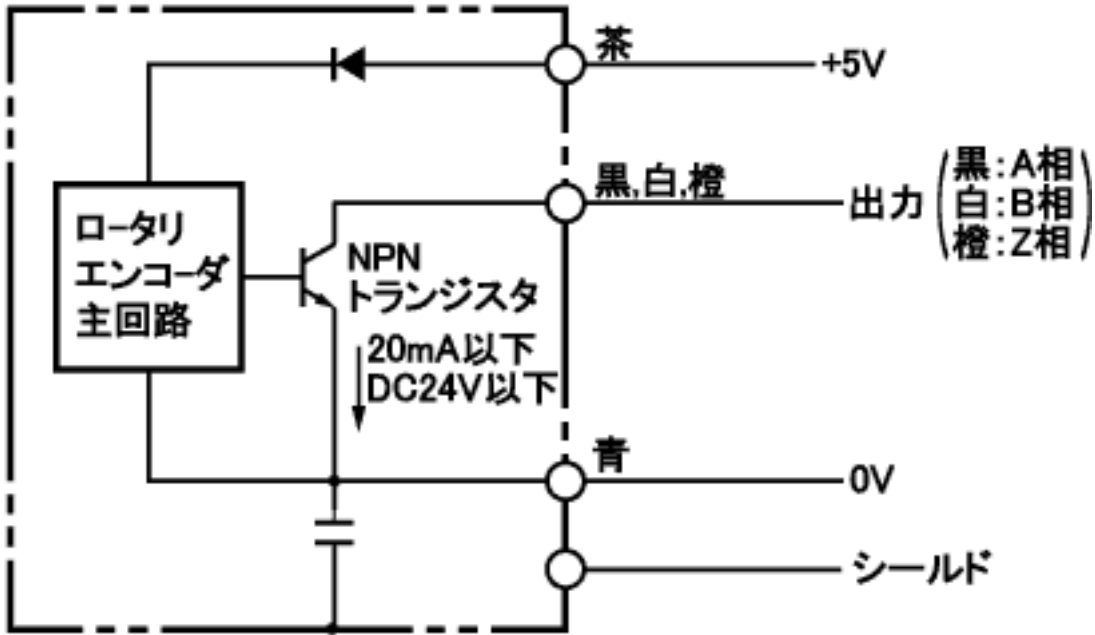 茶
+5V
黒,白,橙
出力
黒:A相
白:B相
橙:Z相
ロータリ
エンコーダ
主回路
NPN
トランジスタ
20mA以下
DC24V以下
青
0V
シールド